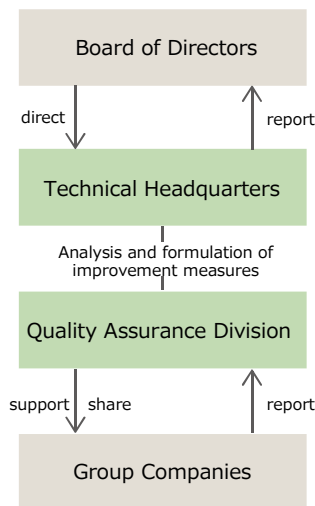 Board of Directors
direct
report
Technical Headquarters
Analysis and formulation of
improvement measures
Quality Assurance Division
support
share
report
Group Companies